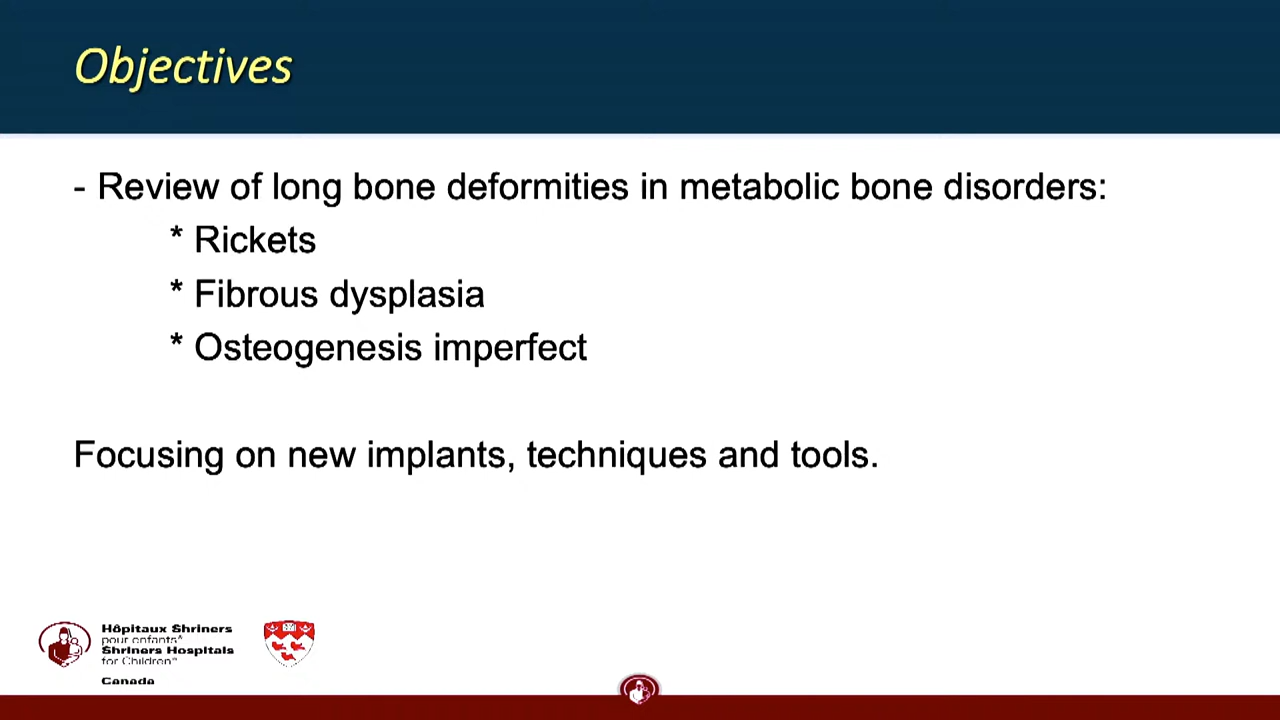 Objectives
- Review of long bone deformities in metabolic bone disorders:
* Rickets
* Fibrous dysplasia
* Osteogenesis imperfect
Focusing on new implants, techniques and tools.
Hôpitaux Shriners
pour enfants
Shriners Hospitals
for Children
Canada